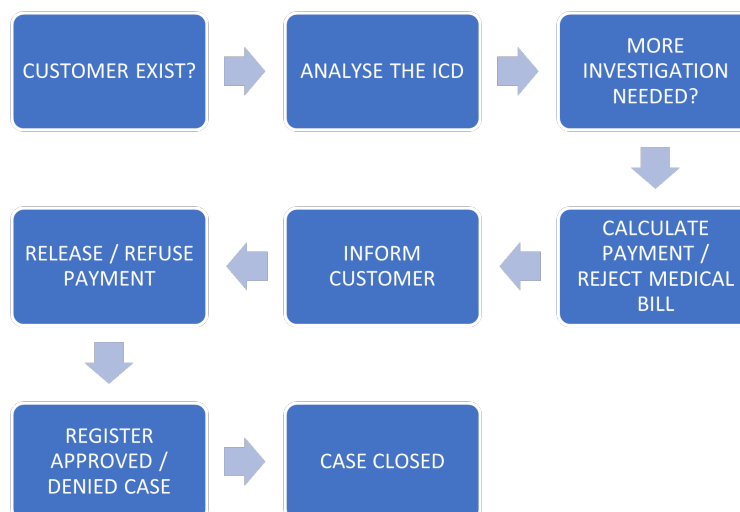 CUSTOMER EXIST?
ANALYSE THE ICD
MORE
INVESTIGATION
NEEDED?
CALCULATE
PAYMENT /
REJECT MEDICAL
BILL
INFORM
CUSTOMER
RELEASE / REFUSE
PAYMENT
REGISTER
APPROVED /
DENIED CASE
CASE CLOSED